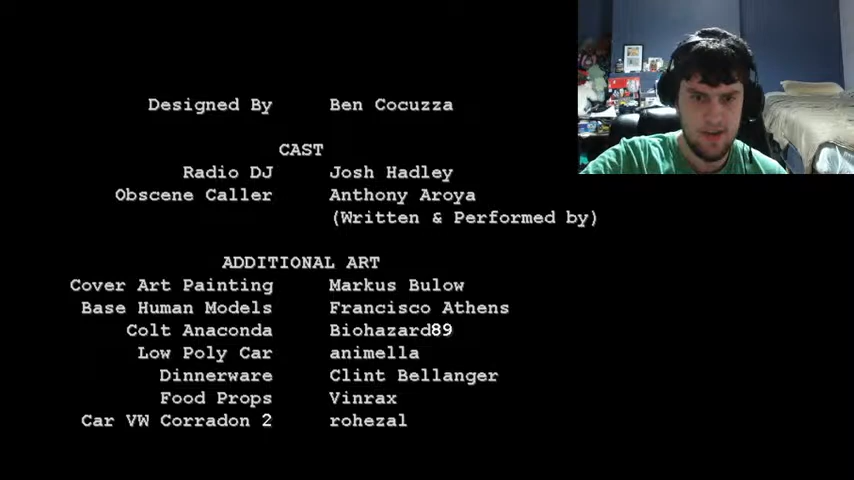 Designed By Ben Cocuzza
CAST
Radio DJ Josh Hadley
Obscene Caller Anthony Aroya
(Written & Performed by)
ADDITIONAL ART
Cover Art Painting Markus Bulow
Base Human Models Francisco Athens
Colt Anaconda Biohazard89
Low Poly Car animella
Dinnerware Clint Bellanger
Food Props Vinrax
Car VW Corradon 2 rohezal